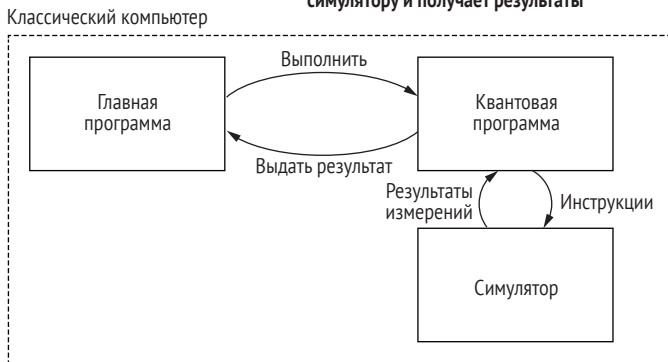 симулятору и получает результаты
Классический компьютер
Выполнить
Главная
программа
Квантовая
программа
Выдать результат
Результаты
измерений
Инструкции
Симулятор